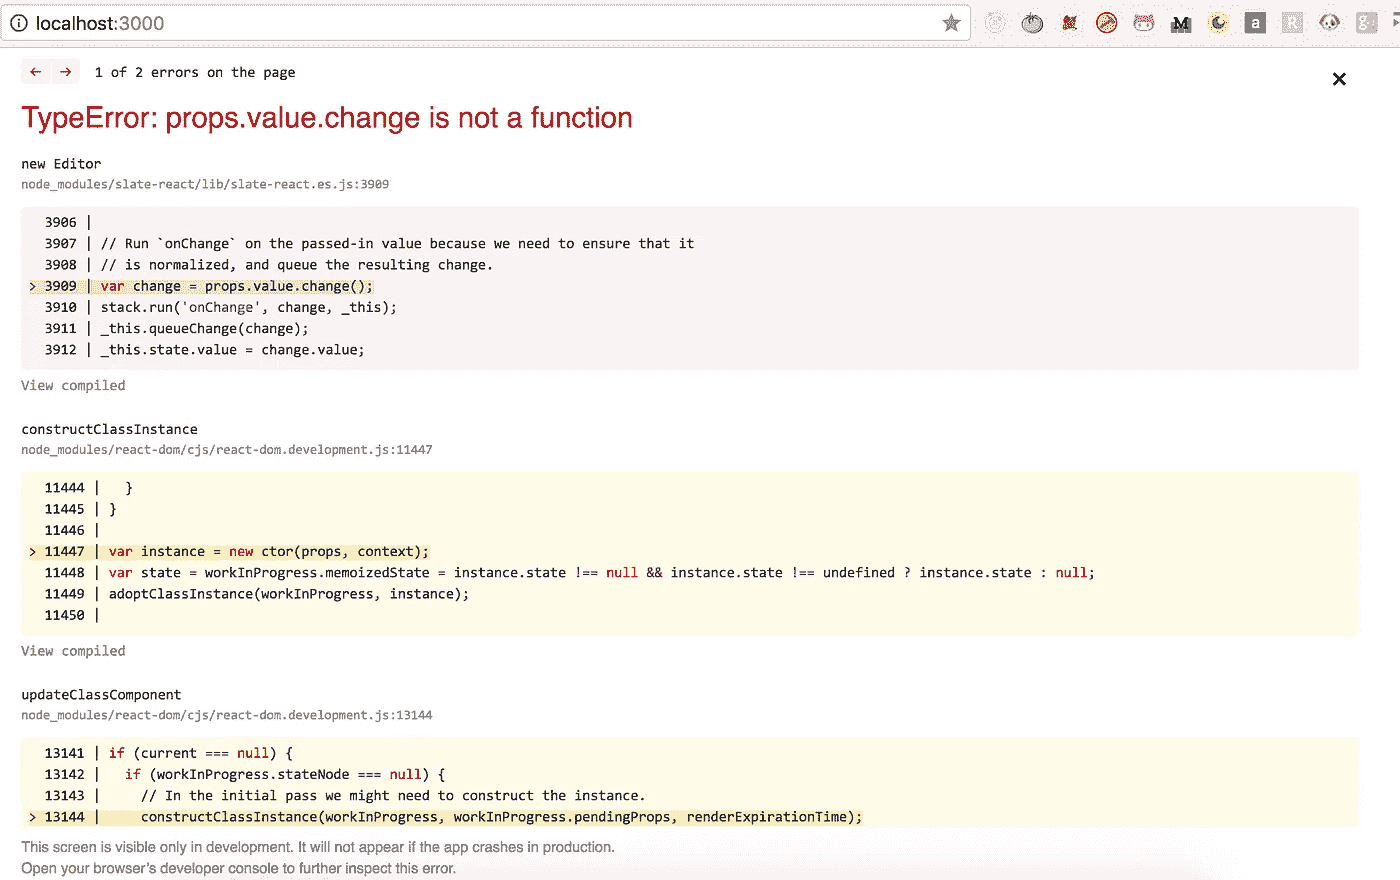 localhost:3000
M
a
R
g
← → 1 of 2 errors on the page
×
TypeError: props.value.change is not a function
new Editor
node_modules/slate-react/lib/slate-react.es.js:3909
3906 |
3907 | // Run `onChange` on the passed-in value because we need to ensure that it
3908 | // is normalized, and queue the resulting change.
> 3909 | var change = props.value.change();
3910 | stack.run('onChange', change, _this);
3911 | _this.queueChange(change);
3912 | _this.state.value = change.value;
View compiled
constructClassInstance
node_modules/react-dom/cjs/react-dom.development.js:11447
11444 |   }
11445 | }
11446 |
> 11447 | var instance = new ctor(props, context);
11448 | var state = workInProgress.memoizedState = instance.state !== null && instance.state !== undefined ? instance.state : null;
11449 | adoptClassInstance(workInProgress, instance);
11450 |
View compiled
updateClassComponent
node_modules/react-dom/cjs/react-dom.development.js:13144
13141 | if (current === null) {
13142 |   if (workInProgress.stateNode === null) {
13143 |     // In the initial pass we might need to construct the instance.
> 13144 |     constructClassInstance(workInProgress, workInProgress.pendingProps, renderExpirationTime);
This screen is visible only in development. It will not appear if the app crashes in production.
Open your browser’s developer console to further inspect this error.